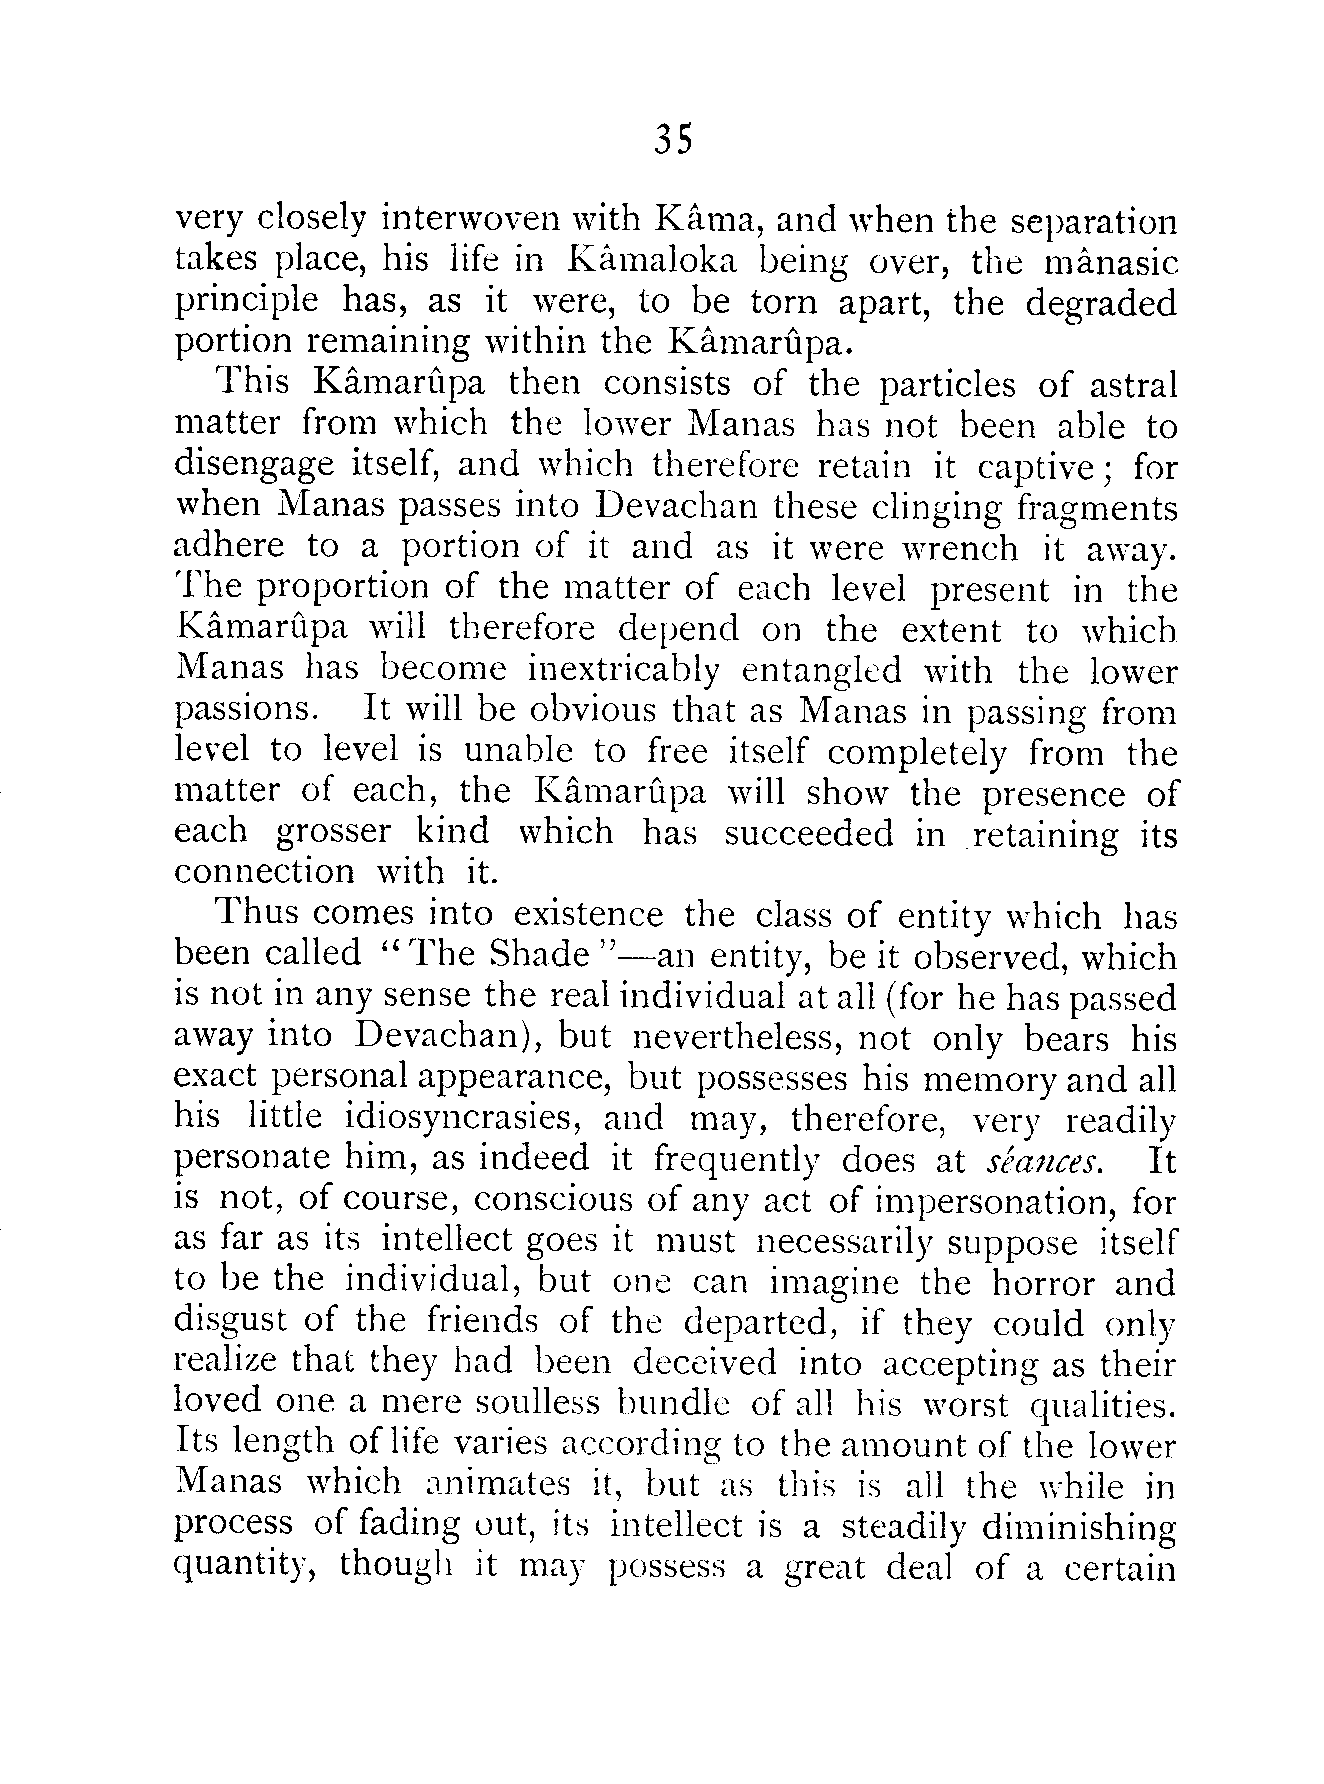 35
very closely interwoven with Kâma, and when the separation
takes place, his life in Kâmaloka being over, the mânasic
principle has, as it were, to be torn apart, the degraded
portion remaining within the Kâmarûpa.
This Kâmarûpa then consists of the particles of astral
matter from which the lower Manas has not been able to
disengage itself, and which therefore retain it captive; for
when Manas passes into Devachan these clinging fragments
adhere to a portion of it and as it were wrench it away.
The proportion of the matter of each level present in the
Kâmarûpa will therefore depend on the extent to which
Manas has become inextricably entangled with the lower
passions. It will be obvious that as Manas in passing from
level to level is unable to free itself completely from the
matter of each, the Kâmarûpa will show the presence of
each grosser kind which has succeeded in retaining its
connection with it.
Thus comes into existence the class of entity which has
been called “The Shade”—an entity, be it observed, which
is not in any sense the real individual at all (for he has passed
away into Devachan), but nevertheless, not only bears his
exact personal appearance, but possesses his memory and all
his little idiosyncrasies, and may, therefore, very readily
personate him, as indeed it frequently does at séances. It
is not, of course, conscious of any act of impersonation, for
as far as its intellect goes it must necessarily suppose itself
to be the individual, but one can imagine the horror and
disgust of the friends of the departed, if they could only
realize that they had been deceived into accepting as their
loved one a mere soulless bundle of all his worst qualities.
Its length of life varies according to the amount of the lower
Manas which animates it, but as this is all the while in
process of fading out, its intellect is a steadily diminishing
quantity, though it may possess a great deal of a certain